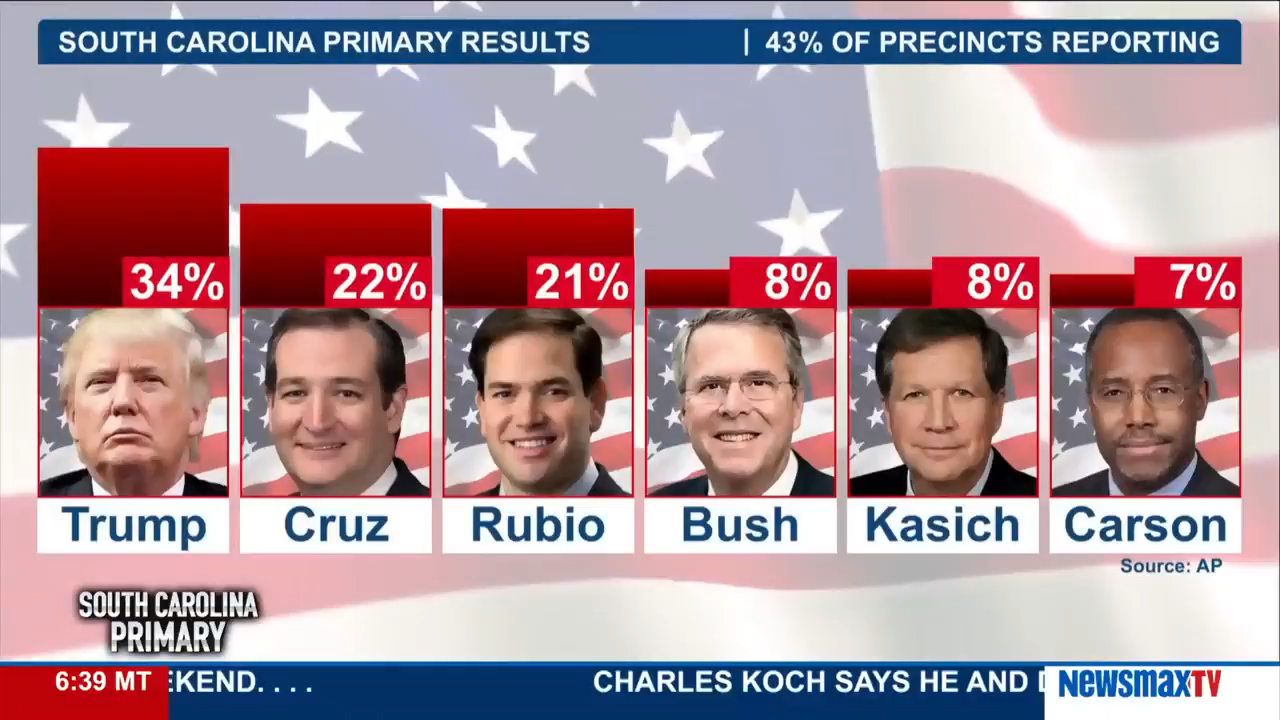 SOUTH CAROLINA PRIMARY RESULTS | 43% OF PRECINCTS REPORTING
34% 22% 21% 8% 8% 7%
Trump Cruz Rubio Bush Kasich Carson
Source: AP
SOUTH CAROLINA
PRIMARY
6:39 MT EKEND.... CHARLES KOCH SAYS HE AND NEWSMAXTV